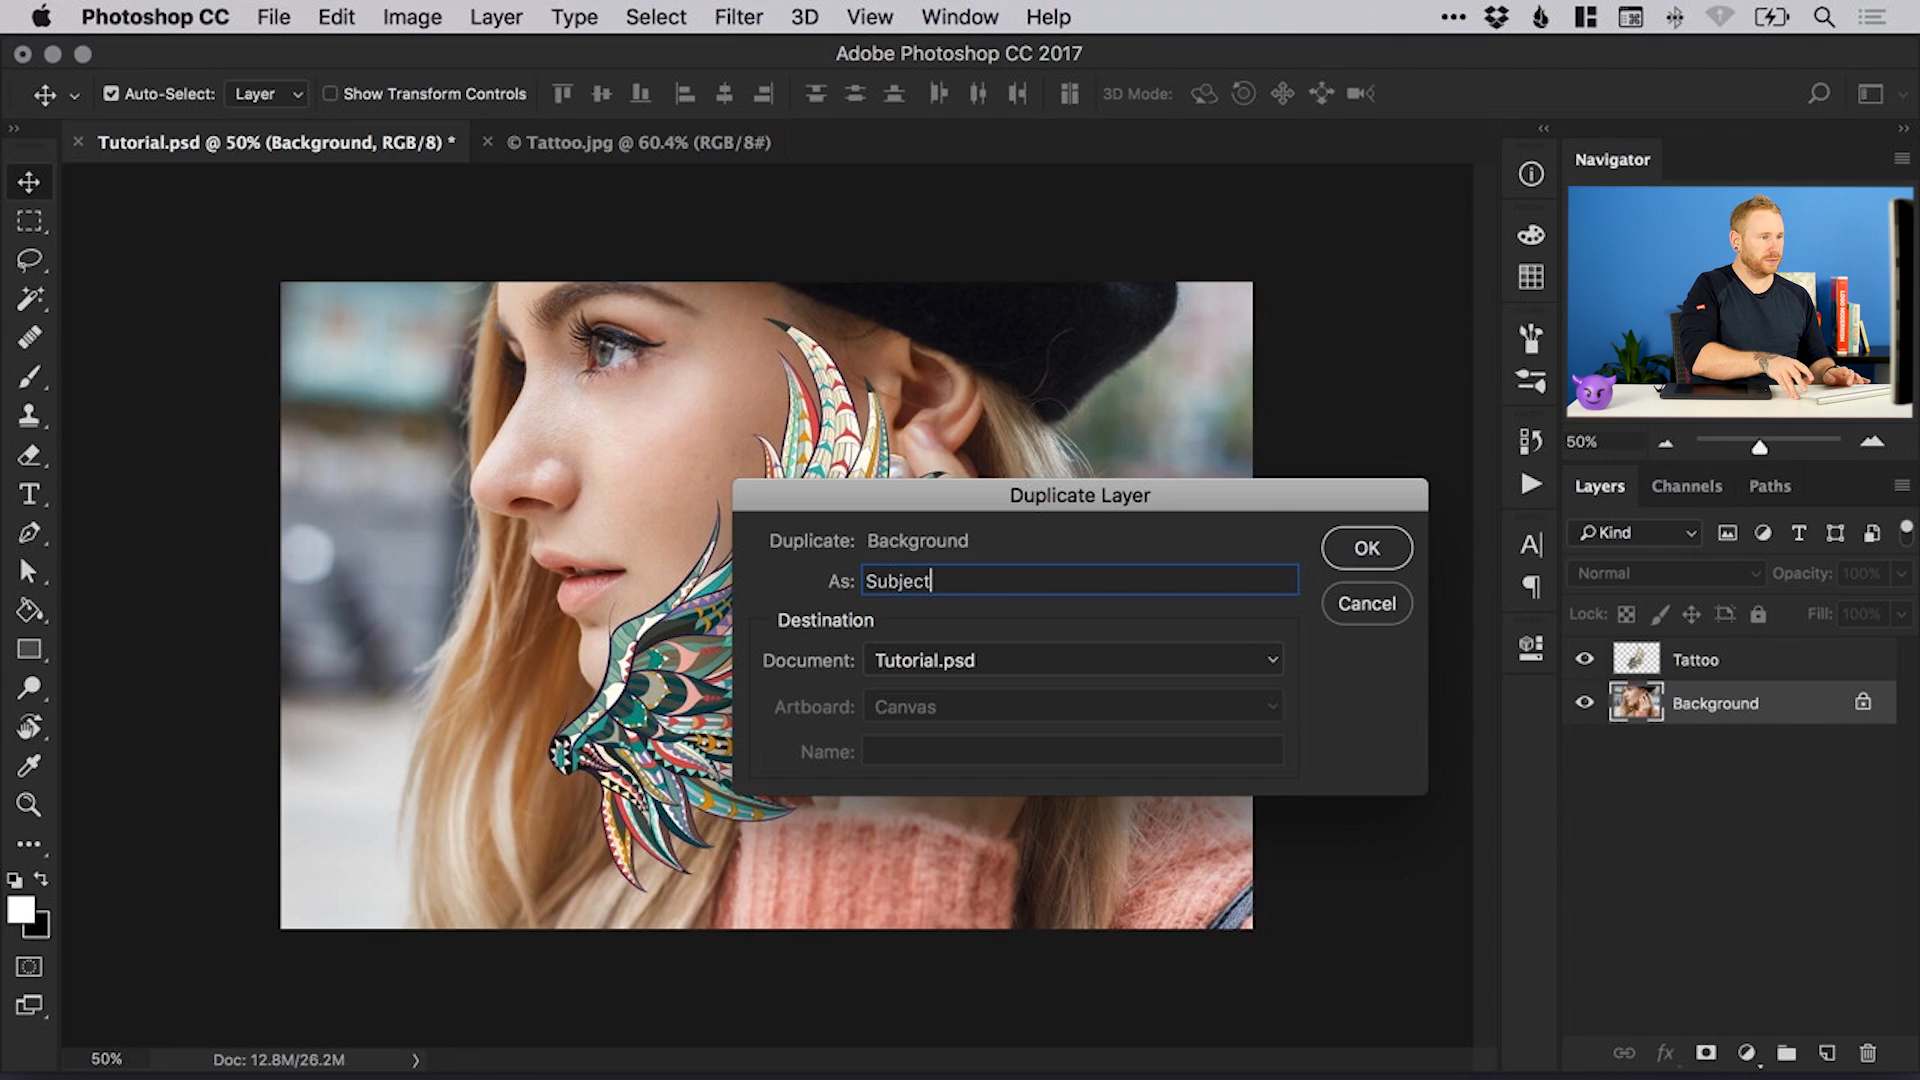 Photoshop CC File Edit Image Layer Type Select Filter 3D View Window Help
Adobe Photoshop CC 2017
Auto-Select: Layer Show Transform Controls 3D Mode:
Tutorial.psd @ 50% (Background, RGB/8) * © Tattoo.jpg @ 60.4% (RGB/8#)
Navigator
50%
Layers Channels Paths
Kind
Normal Opacity: 100%
Lock: Fill: 100%
Tattoo
Background
Duplicate Layer
Duplicate: Background
As: Subject
OK
Cancel
Destination
Document: Tutorial.psd
Artboard: Canvas
Name:
50% Doc: 12.8M/26.2M